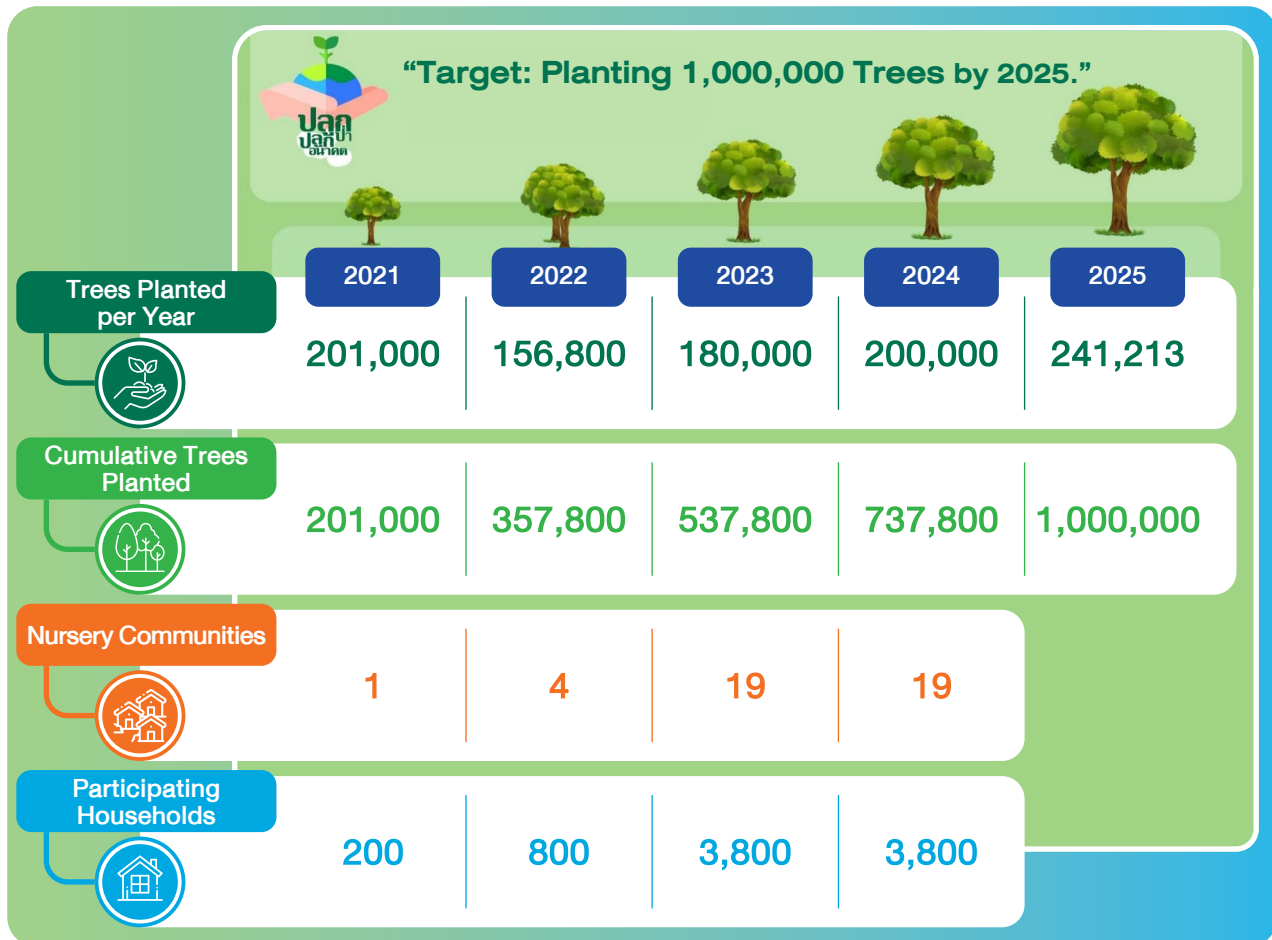 “Target: Planting 1,000,000 Trees by 2025.”
ปลูก
ปลูกป่า
อนาคต
2021 2022 2023 2024 2025
Trees Planted
per Year
201,000 156,800 180,000 200,000 241,213
Cumulative Trees
Planted
201,000 357,800 537,800 737,800 1,000,000
Nursery Communities
1 4 19 19
Participating
Households
200 800 3,800 3,800